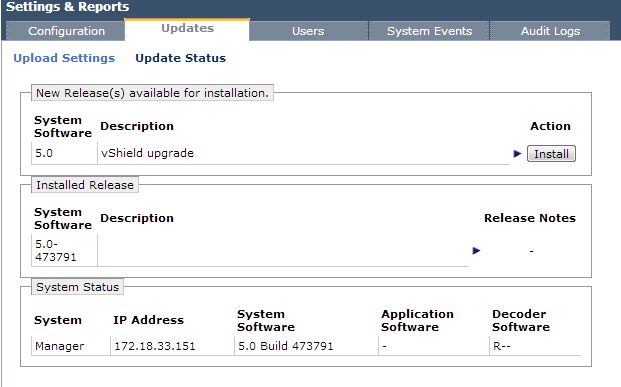 Settings & Reports
Configuration Updates Users System Events Audit Logs
Upload Settings Update Status
New Release(s) available for installation.
System Software Description Action
5.0 vShield upgrade Install
Installed Release
System Software Description Release Notes
5.0-473791 -
System Status
System IP Address System Software Application Software Decoder Software
Manager 172.18.33.151 5.0 Build 473791 - R--